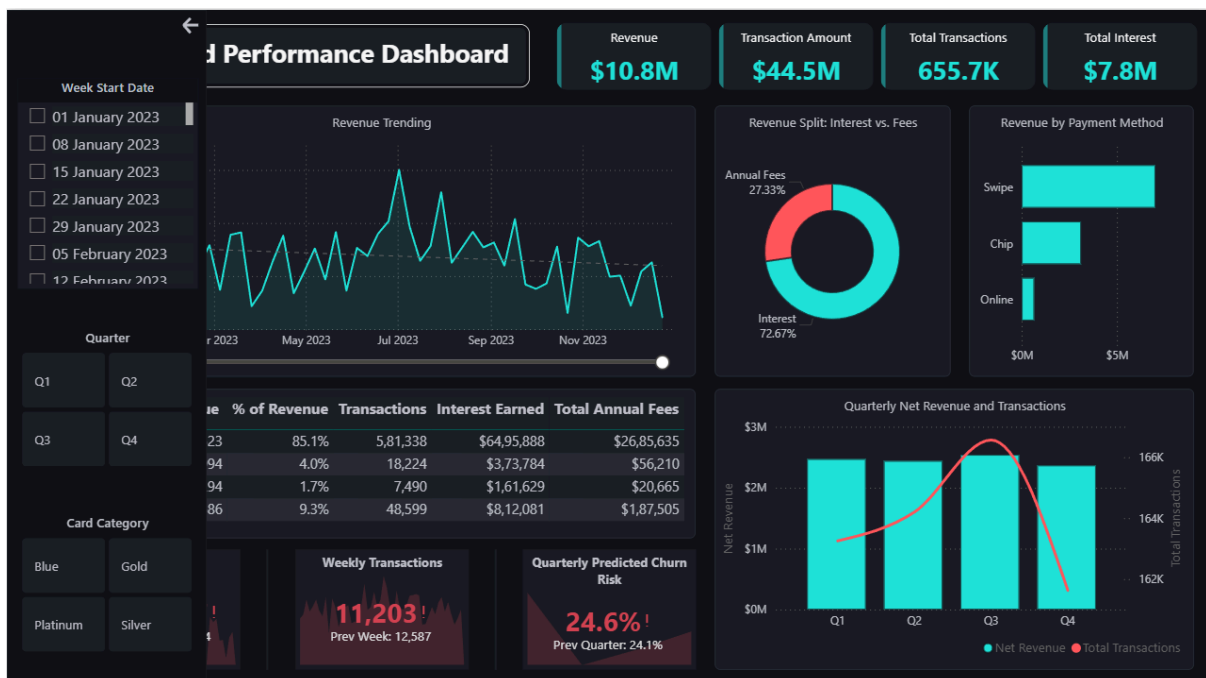 d Performance Dashboard
Revenue
$10.8M
Transaction Amount
$44.5M
Total Transactions
655.7K
Total Interest
$7.8M
Week Start Date
01 January 2023
08 January 2023
15 January 2023
22 January 2023
29 January 2023
05 February 2023
12 February 2023
Quarter
Q1 Q2
Q3 Q4
Card Category
Blue Gold
Platinum Silver
Revenue Trending
r 2023 May 2023 Jul 2023 Sep 2023 Nov 2023
Revenue Split: Interest vs. Fees
Annual Fees
27.33%
Interest
72.67%
Revenue by Payment Method
Swipe
Chip
Online
$0M $5M
ue % of Revenue Transactions Interest Earned Total Annual Fees
23 85.1% 5,81,338 $64,95,888 $26,85,635
94 4.0% 18,224 $3,73,784 $56,210
94 1.7% 7,490 $1,61,629 $20,665
86 9.3% 48,599 $8,12,081 $1,87,505
!
4
Weekly Transactions
11,203!
Prev Week: 12,587
Quarterly Predicted Churn
Risk
24.6%!
Prev Quarter: 24.1%
Quarterly Net Revenue and Transactions
$3M
$2M
$1M
$0M
Net Revenue
166K
164K
162K
Total Transactions
Q1 Q2 Q3 Q4
Net Revenue Total Transactions